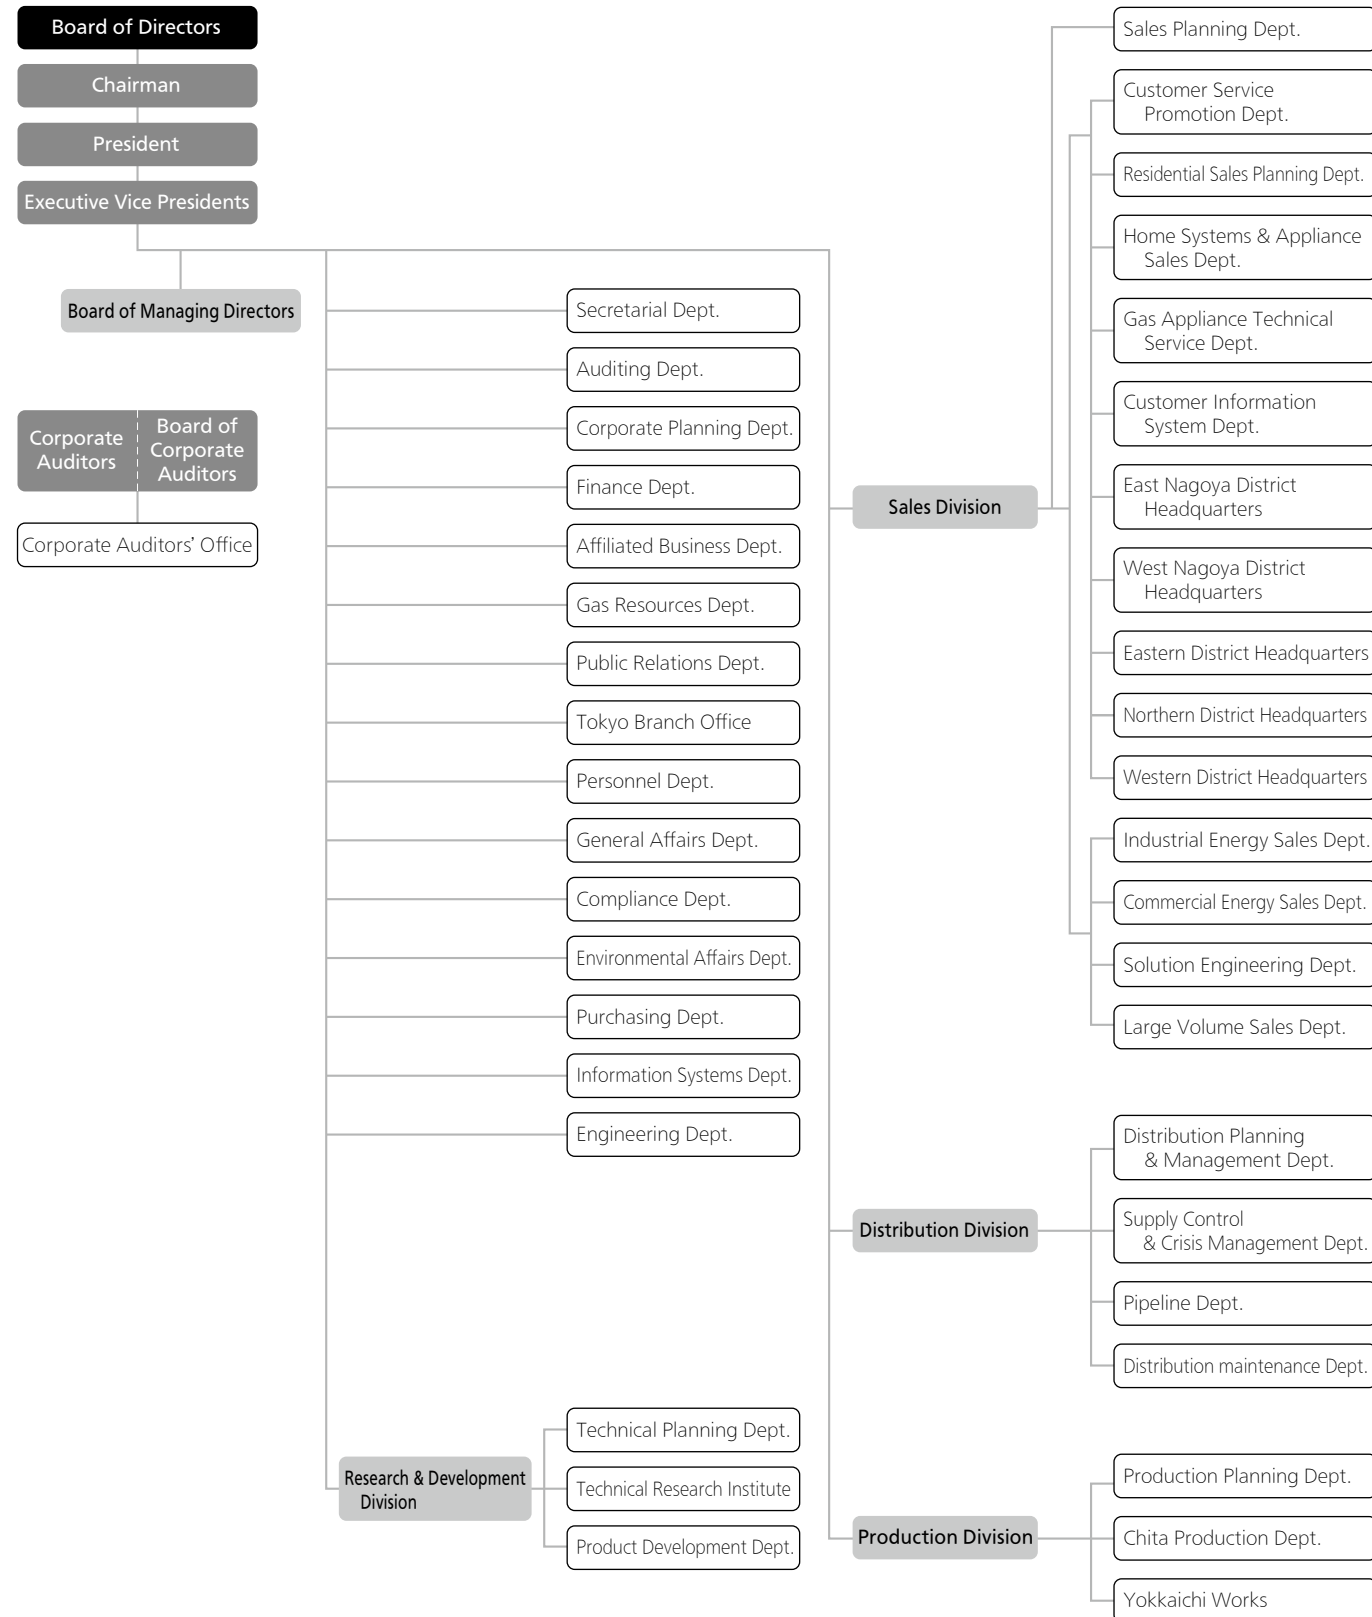 Board of Directors
Chairman
President
Executive Vice Presidents
Board of Managing Directors
Corporate
Auditors
Board of
Corporate
Auditors
Corporate Auditors’ Office
Secretarial Dept.
Auditing Dept.
Corporate Planning Dept.
Finance Dept.
Affiliated Business Dept.
Gas Resources Dept.
Public Relations Dept.
Tokyo Branch Office
Personnel Dept.
General Affairs Dept.
Compliance Dept.
Environmental Affairs Dept.
Purchasing Dept.
Information Systems Dept.
Engineering Dept.
Research & Development
Division
Technical Planning Dept.
Technical Research Institute
Product Development Dept.
Sales Division
Sales Planning Dept.
Customer Service
Promotion Dept.
Residential Sales Planning Dept.
Home Systems & Appliance
Sales Dept.
Gas Appliance Technical
Service Dept.
Customer Information
System Dept.
East Nagoya District
Headquarters
West Nagoya District
Headquarters
Eastern District Headquarters
Northern District Headquarters
Western District Headquarters
Industrial Energy Sales Dept.
Commercial Energy Sales Dept.
Solution Engineering Dept.
Large Volume Sales Dept.
Distribution Division
Distribution Planning
& Management Dept.
Supply Control
& Crisis Management Dept.
Pipeline Dept.
Distribution maintenance Dept.
Production Division
Production Planning Dept.
Chita Production Dept.
Yokkaichi Works